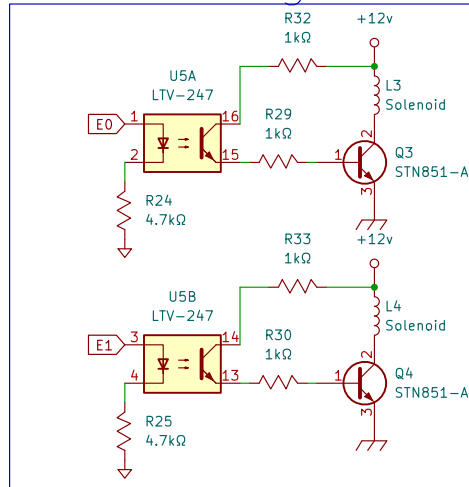 R32
1kΩ
+12v
U5A
LTV-247
L3
Solenoid
E0
1
16
R29
1kΩ
2
15
2
1
Q3
STN851-A
3
R24
4.7kΩ
R33
1kΩ
+12v
U5B
LTV-247
L4
Solenoid
E1
3
14
R30
1kΩ
4
13
2
1
Q4
STN851-A
3
R25
4.7kΩ